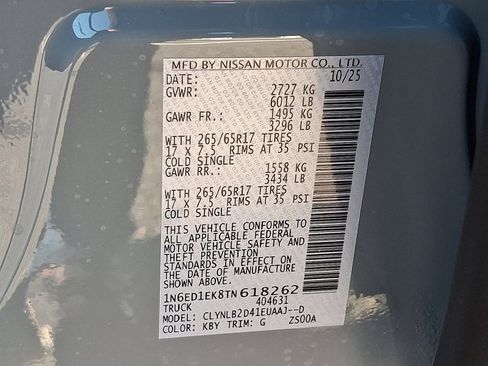 MFD BY NISSAN MOTOR CO., LTD.
DATE: 10/25
GVWR: 2727 KG
6012 LB
GAWR FR.: 1495 KG
3296 LB
WITH 265/65R17 TIRES
17 X 7.5 RIMS AT 35 PSI
COLD SINGLE
GAWR RR.: 1558 KG
3434 LB
WITH 265/65R17 TIRES
17 X 7.5 RIMS AT 35 PSI
COLD SINGLE
THIS VEHICLE CONFORMS TO
ALL APPLICABLE FEDERAL
MOTOR VEHICLE SAFETY AND
THEFT PREVENTION
STANDARDS IN EFFECT ON
THE DATE OF MANUFACTURE
SHOWN ABOVE.
1N6ED1EK8TN618262
TRUCK 404631
MODEL: CLYNLB2D41EUAAJ--D
COLOR: KBY TRIM: G ZS00A